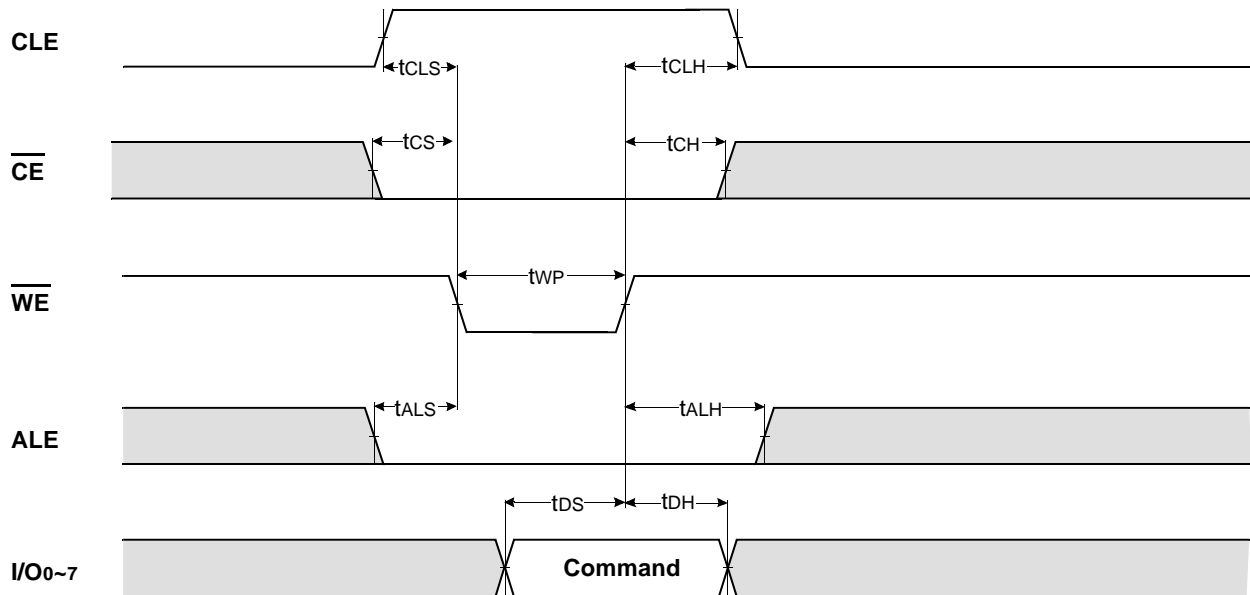 CLE
tCLS
tCLH
CE
tCS
tCH
WE
tWP
ALE
tALS
tALH
tDS
tDH
I/O0~7
Command